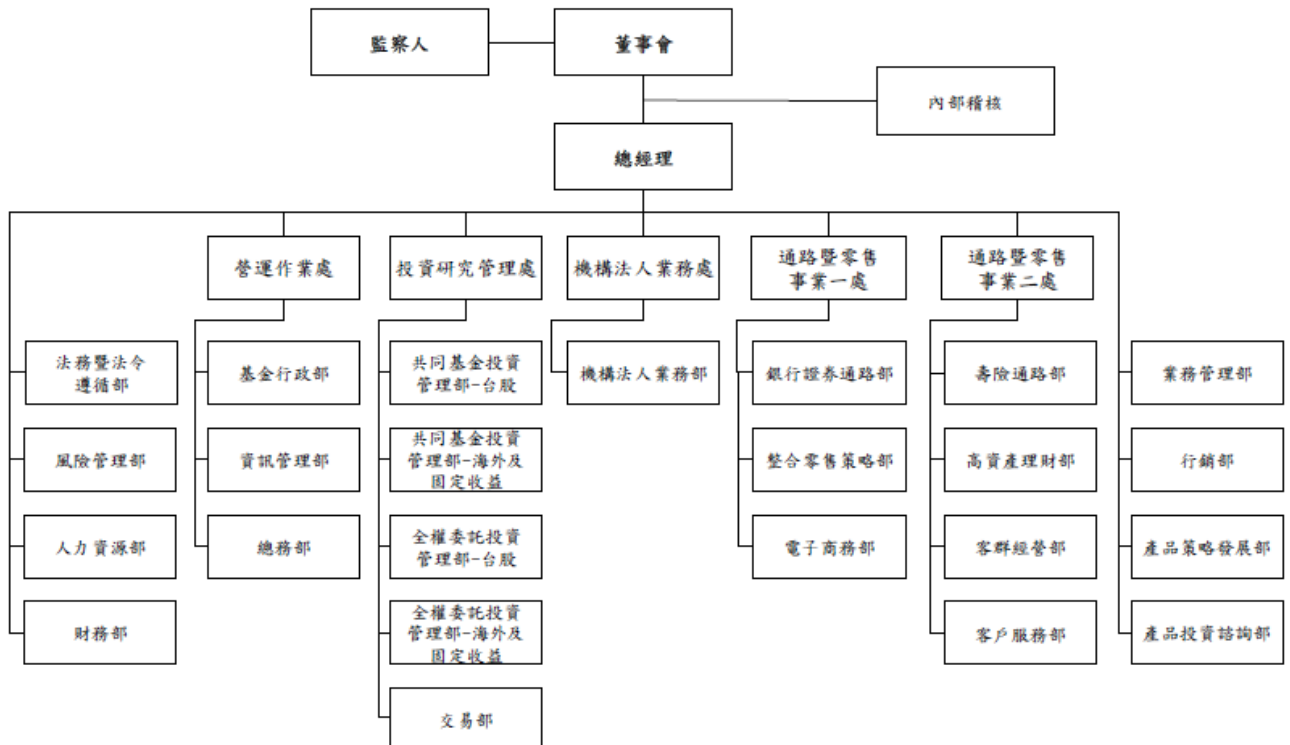 監察人
董事會
內部稽核
總經理
營運作業處
投資研究管理處
機構法人業務處
通路暨零售
事業一處
通路暨零售
事業二處
法務暨法令
遵循部
基金行政部
共同基金投資
管理部-台股
機構法人業務部
銀行證券通路部
壽險通路部
業務管理部
風險管理部
資訊管理部
共同基金投資
管理部-海外及
固定收益
整合零售策略部
高資產理財部
行銷部
人力資源部
總務部
全權委託投資
管理部-台股
電子商務部
客群經營部
產品策略發展部
財務部
全權委託投資
管理部-海外及
固定收益
客戶服務部
產品投資諮詢部
交易部